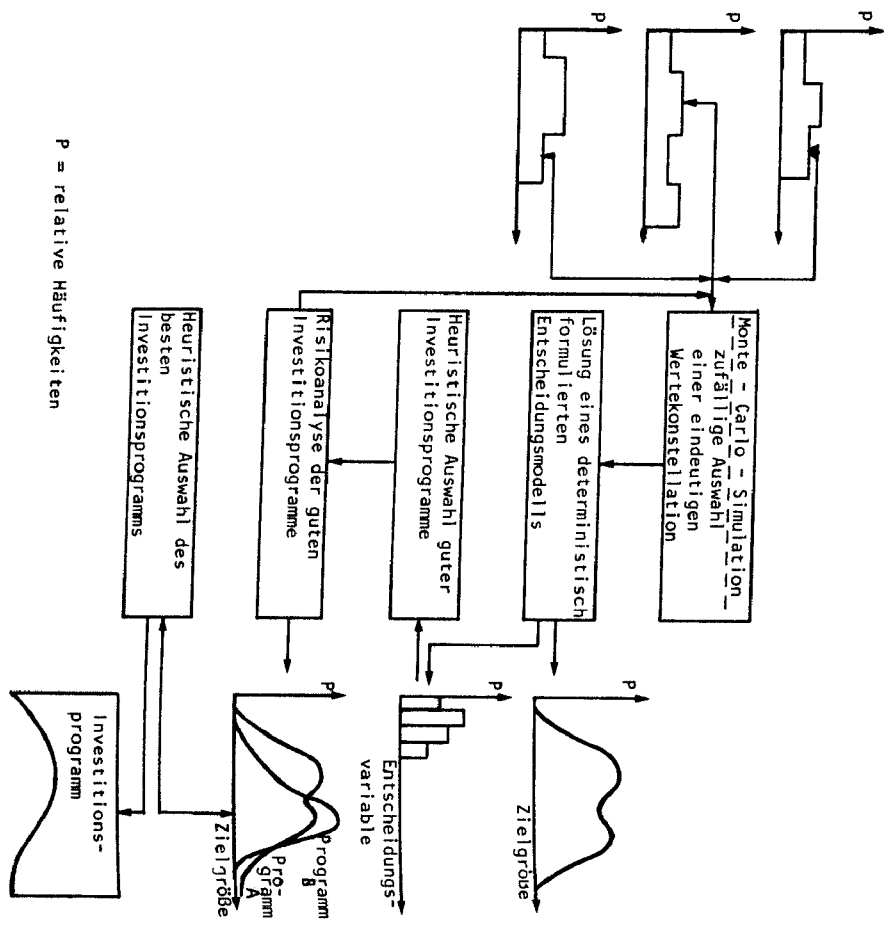 P
P
P
Monte - Carlo - Simulation
zufällige Auswahl
einer eindeutigen
Wertekonstellation
Lösung eines deterministisch
formulierten
Entscheidungsmodells
P
Zielgröße
Heuristische Auswahl guter
Investitionsprogramme
P
Entscheidungs-
variable
Risikoanalyse der guten
Investitionsprogramme
P
Programm
B
Pro-
gramm
A
Zielgröße
Heuristische Auswahl des
besten
Investitionsprogramms
Investitions-
programm
P = relative Häufigkeiten